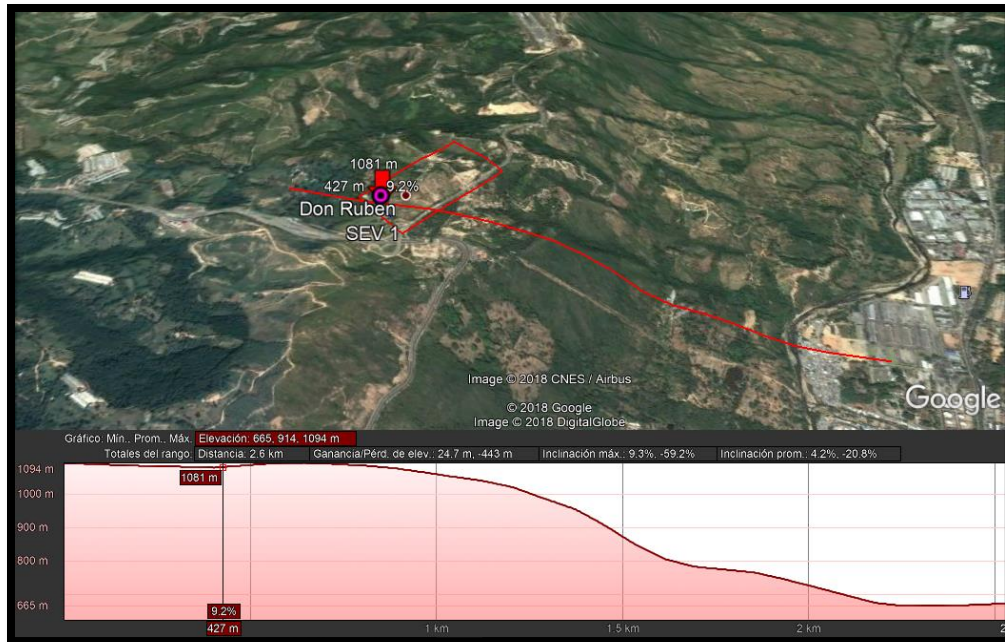 1081 m
427 m 9.2%
Don Ruben
SEV 1
Image © 2018 CNES / Airbus
© 2018 Google
Image © 2018 DigitalGlobe
Google
Gráfico: Mín., Prom., Máx. Elevación: 665, 914, 1094 m
Totales del rango: Distancia: 2.6 km Ganancia/Pérd. de elev.: 24,7 m, -443 m Inclinación máx.: 9.3%, -59.2% Inclinación prom.: 4.2%, -20.8%
1094 m
1081 m
1000 m
900 m
800 m
665 m
9.2%
427 m 1 km 1.5 km 2 km 2